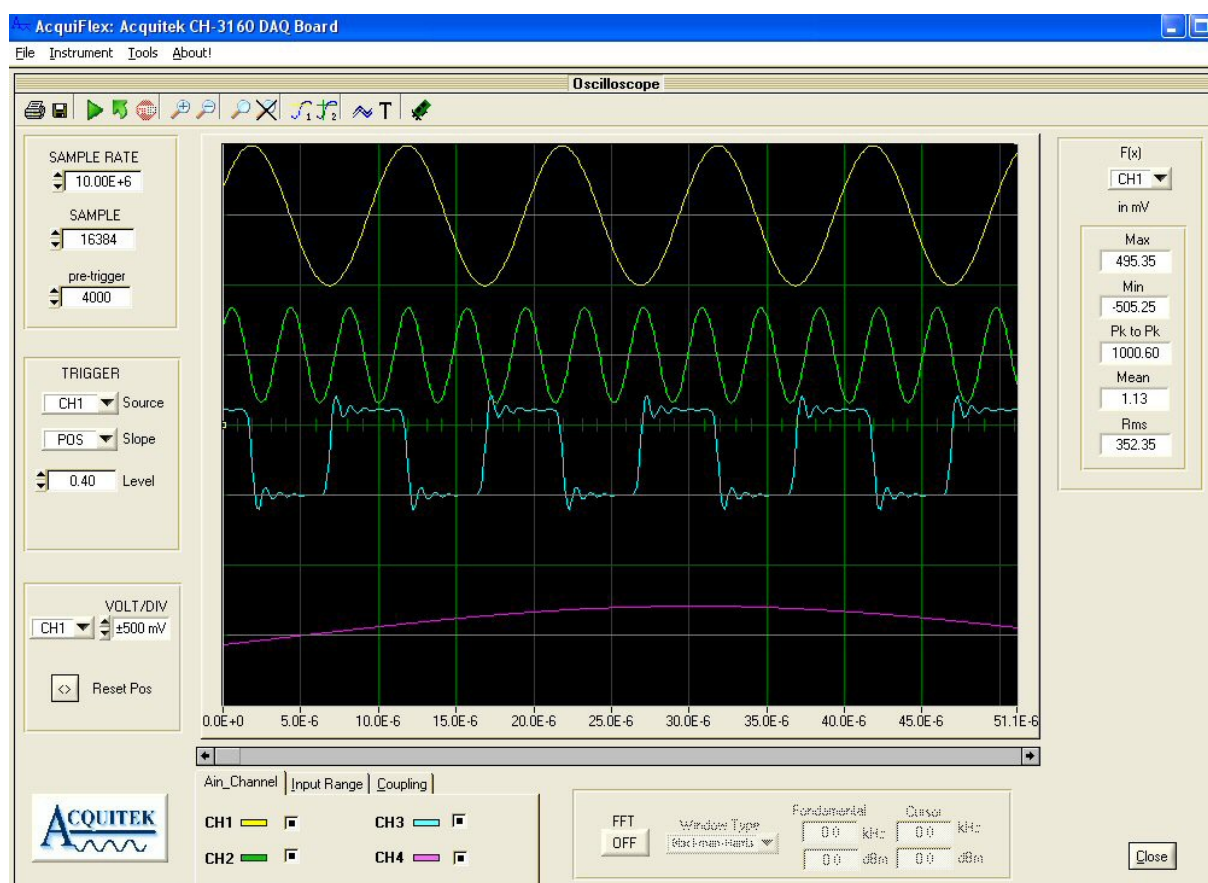 AcquiFlex: Acquitek CH-3160 DAQ Board
File Instrument Tools About!
Oscilloscope
1 2 T
SAMPLE RATE
10.00E+6
SAMPLE
16384
pre-trigger
4000
TRIGGER
CH1 Source
POS Slope
0.40 Level
VOLT/DIV
CH1 ±500 mV
<> Reset Pos
F(x)
CH1
in mV
Max
495.35
Min
-505.25
Pk to Pk
1000.60
Mean
1.13
Rms
352.35
0.0E+0 5.0E-6 10.0E-6 15.0E-6 20.0E-6 25.0E-6 30.0E-6 35.0E-6 40.0E-6 45.0E-6 51.1E-6
ACQUITEK
Ain_Channel Input Range Coupling
CH1 CH3
CH2 CH4
FFT
OFF
Window Type
Blackman-Harris
Fundamental Cursor
0.0 kHz 0.0 kHz
0.0 dBm 0.0 dBm
Close